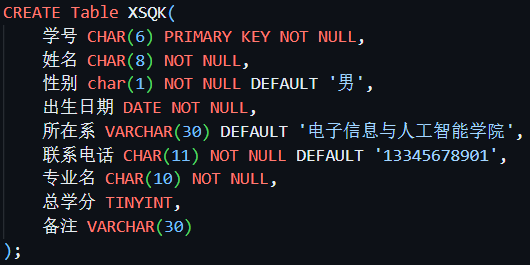 CREATE Table XSQK(
    学号 CHAR(6) PRIMARY KEY NOT NULL,
    姓名 CHAR(8) NOT NULL,
    性别 char(1) NOT NULL DEFAULT '男',
    出生日期 DATE NOT NULL,
    所在系 VARCHAR(30) DEFAULT '电子信息与人工智能学院',
    联系电话 CHAR(11) NOT NULL DEFAULT '13345678901',
    专业名 CHAR(10) NOT NULL,
    总学分 TINYINT,
    备注 VARCHAR(30)
);